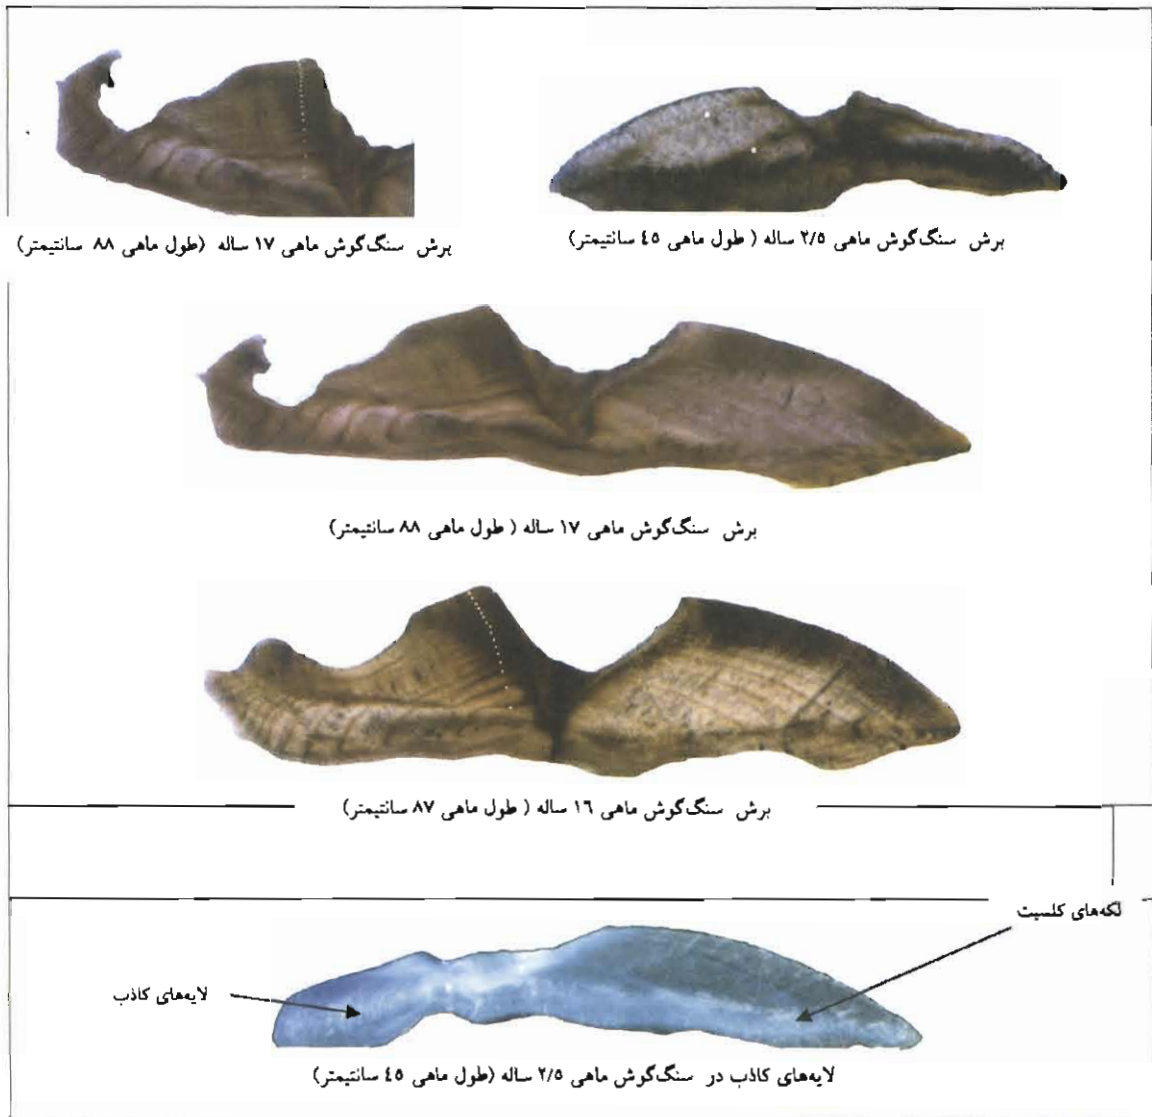 برش سنگ‌گوش ماهی ۱۷ ساله (طول ماهی ۸۸ سانتیمتر)
برش سنگ‌گوش ماهی ۲/۵ ساله ( طول ماهی ٤٥ سانتیمتر)
برش سنگ‌گوش ماهی ۱۷ ساله ( طول ماهی ۸۸ سانتیمتر)
برش سنگ‌گوش ماهی ۱٦ ساله ( طول ماهی ۸۷ سانتیمتر)
لکه‌های کلسیت
لایه‌های کاذب
لایه‌های کاذب در سنگ‌گوش ماهی ۲/۵ ساله (طول ماهی ٤٥ سانتیمتر)